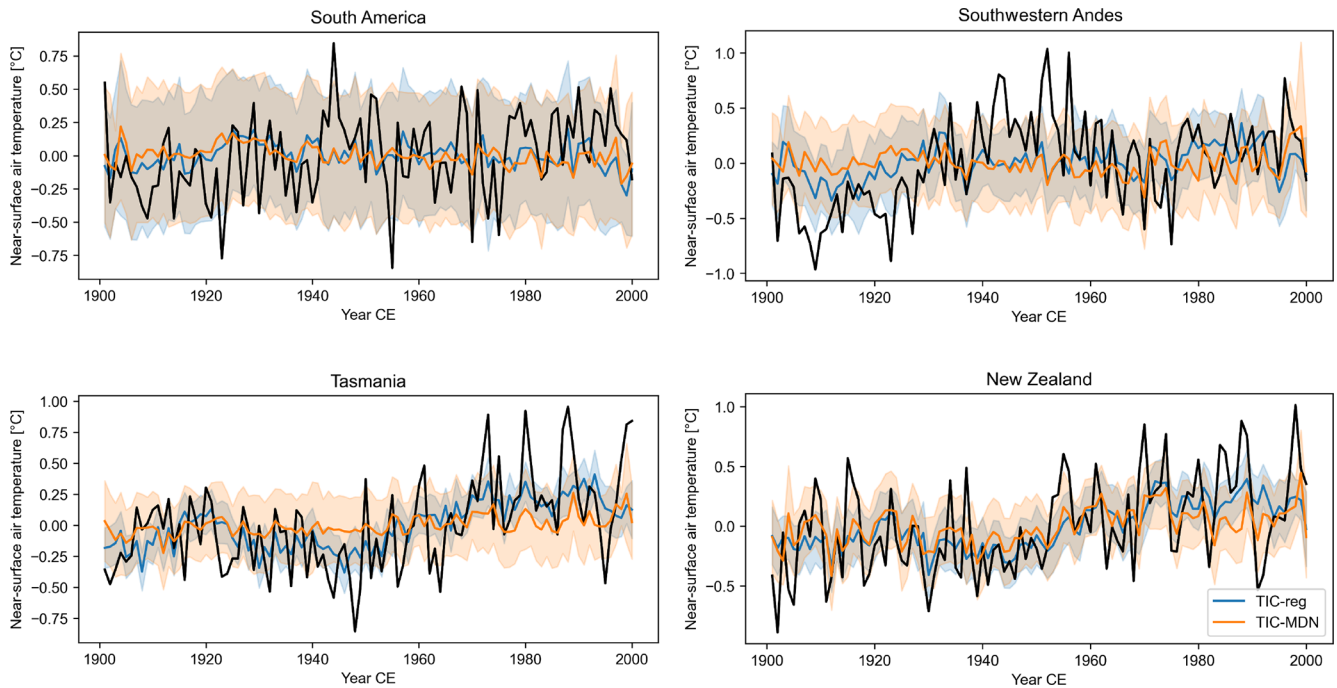 South America
Near-surface air temperature [°C]
0.75
0.50
0.25
0.00
−0.25
−0.50
−0.75
1900 1920 1940 1960 1980 2000
Year CE
Southwestern Andes
Near-surface air temperature [°C]
1.0
0.5
0.0
−0.5
−1.0
1900 1920 1940 1960 1980 2000
Year CE
Tasmania
Near-surface air temperature [°C]
1.00
0.75
0.50
0.25
0.00
−0.25
−0.50
−0.75
1900 1920 1940 1960 1980 2000
Year CE
New Zealand
Near-surface air temperature [°C]
1.0
0.5
0.0
−0.5
TIC-reg
TIC-MDN
1900 1920 1940 1960 1980 2000
Year CE